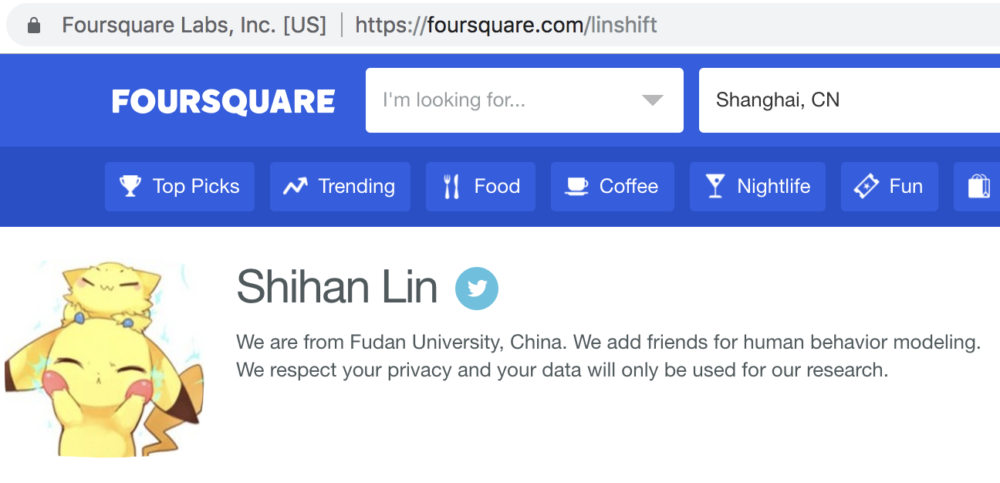 Foursquare Labs, Inc. [US] | https://foursquare.com/linshift
FOURSQUARE I'm looking for... Shanghai, CN
Top Picks Trending Food Coffee Nightlife Fun
Shihan Lin
We are from Fudan University, China. We add friends for human behavior modeling.
We respect your privacy and your data will only be used for our research.